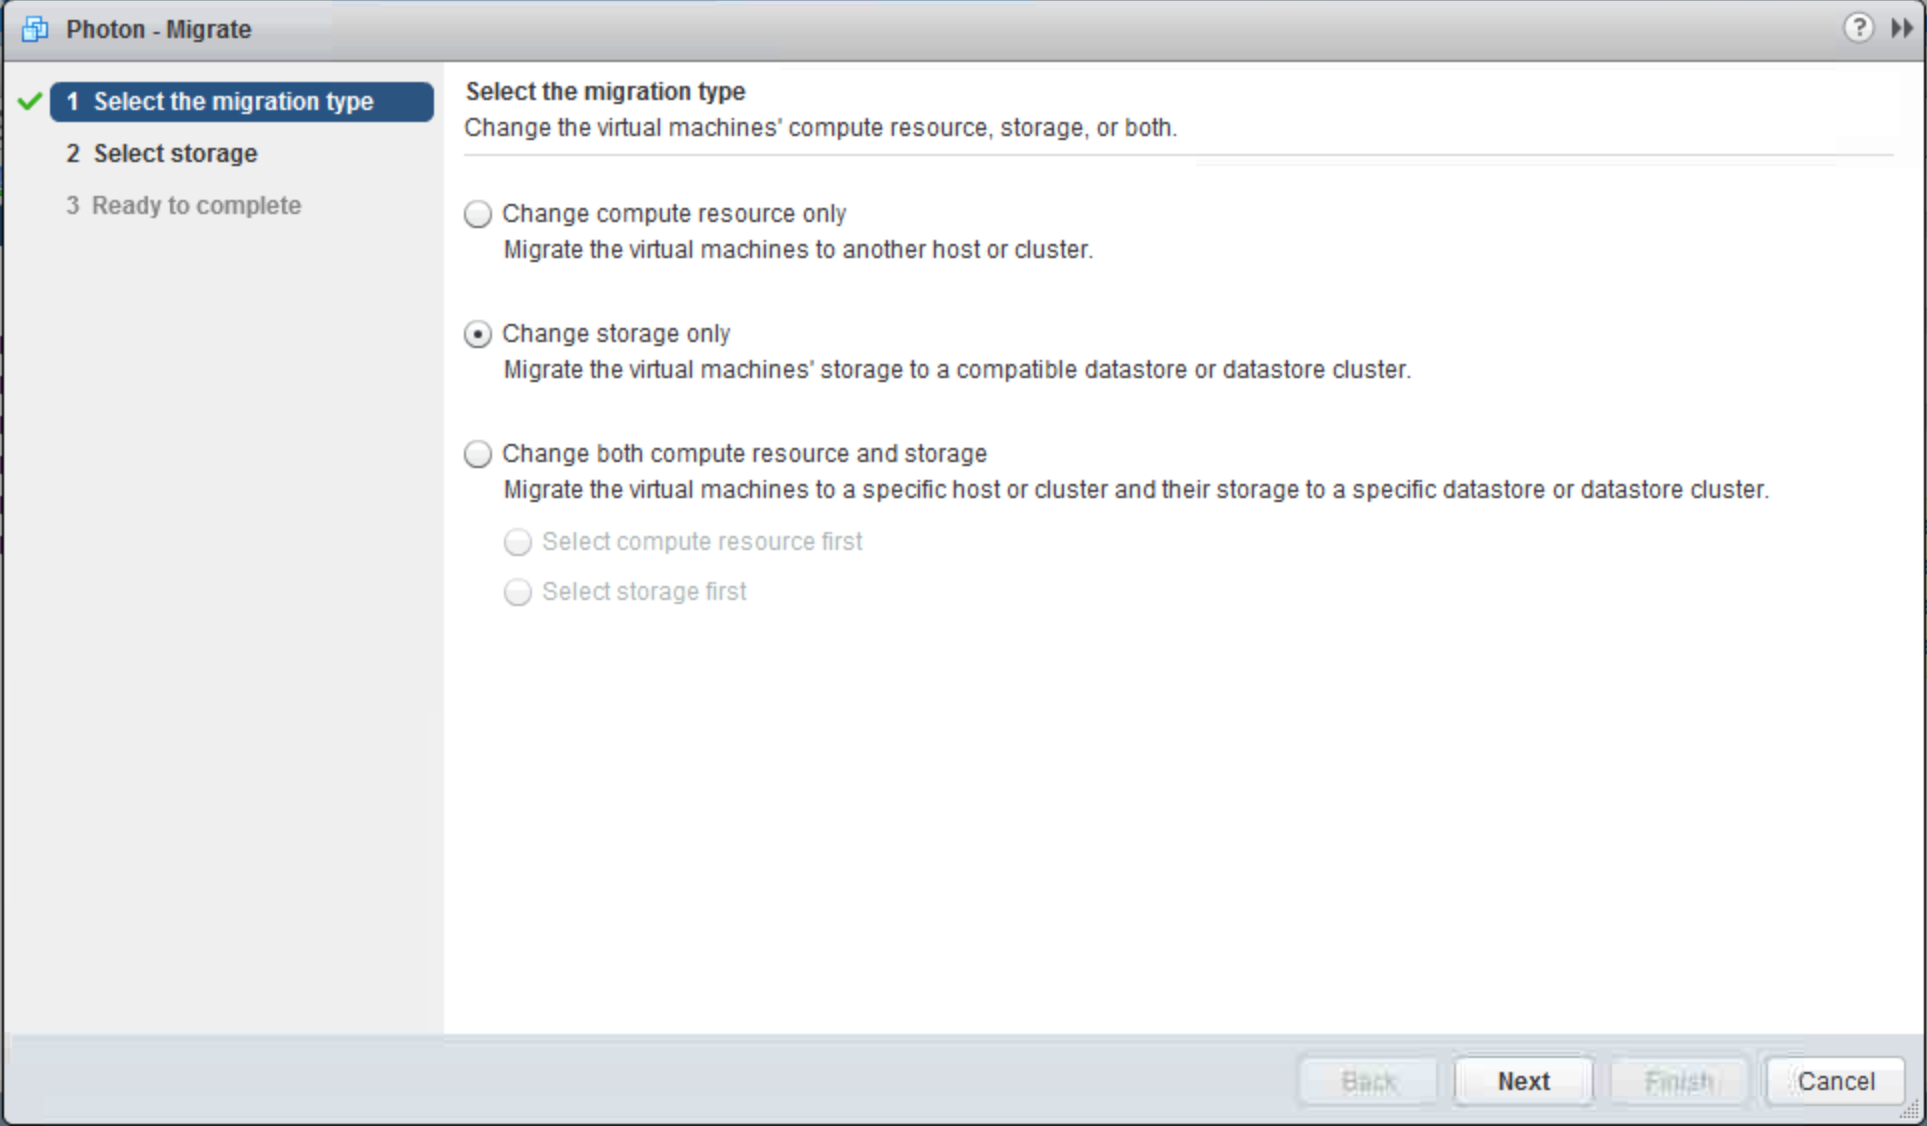 Photon - Migrate
?
1 Select the migration type
2 Select storage
3 Ready to complete
Select the migration type
Change the virtual machines' compute resource, storage, or both.
Change compute resource only
Migrate the virtual machines to another host or cluster.
Change storage only
Migrate the virtual machines' storage to a compatible datastore or datastore cluster.
Change both compute resource and storage
Migrate the virtual machines to a specific host or cluster and their storage to a specific datastore or datastore cluster.
Select compute resource first
Select storage first
Back
Next
Finish
Cancel